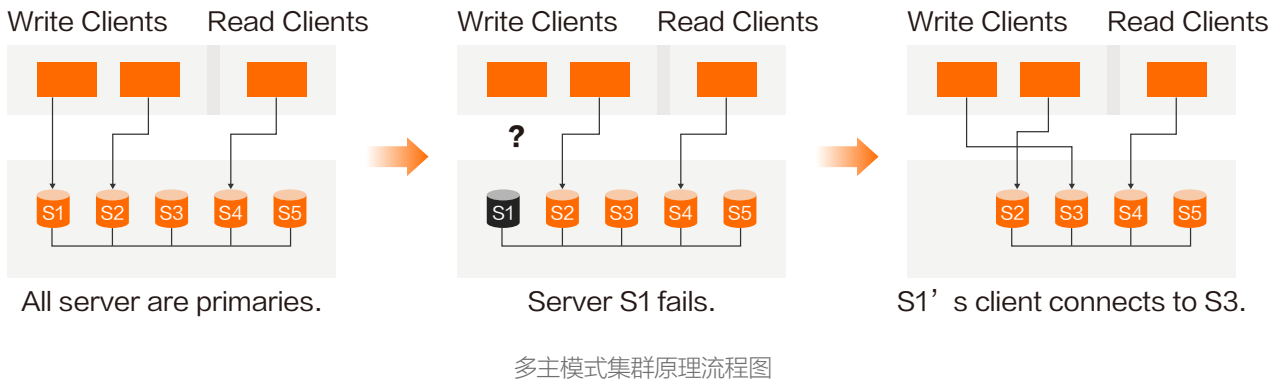 Write Clients Read Clients
S1 S2 S3 S4 S5
All server are primaries.
Write Clients Read Clients
?
S1 S2 S3 S4 S5
Server S1 fails.
Write Clients Read Clients
S2 S3 S4 S5
S1’s client connects to S3.
多主模式集群原理流程图